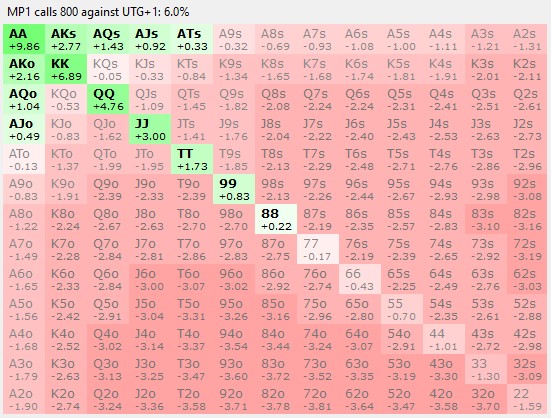 MP1 calls 800 against UTG+1: 6.0%
AA AKs AQs AJs ATs A9s A8s A7s A6s A5s A4s A3s A2s
+9.86 +2.77 +1.43 +0.92 +0.33 -0.32 -0.69 -0.93 -1.08 -1.00 -1.11 -1.21 -1.31
AKo KK KQs KJs KTs K9s K8s K7s K6s K5s K4s K3s K2s
+2.16 +6.89 -0.05 -0.33 -0.84 -1.34 -1.65 -1.68 -1.74 -1.81 -1.91 -2.01 -2.11
AQo KQo QQ QJs QTs Q9s Q8s Q7s Q6s Q5s Q4s Q3s Q2s
+1.04 -0.53 +4.76 -1.09 -1.45 -1.82 -2.08 -2.24 -2.24 -2.31 -2.41 -2.51 -2.61
AJo KJo QJo JJ JTs J9s J8s J7s J6s J5s J4s J3s J2s
+0.49 -0.83 -1.62 +3.00 -1.41 -1.76 -2.04 -2.22 -2.40 -2.43 -2.53 -2.63 -2.73
ATo KTo QTo JTo TT T9s T8s T7s T6s T5s T4s T3s T2s
-0.13 -1.37 -1.99 -1.95 +1.73 -1.85 -2.13 -2.29 -2.48 -2.71 -2.76 -2.86 -2.96
A9o K9o Q9o J9o T9o 99 98s 97s 96s 95s 94s 93s 92s
-0.83 -1.91 -2.39 -2.33 -2.39 +0.83 -2.17 -2.26 -2.44 -2.67 -2.92 -2.98 -3.08
A8o K8o Q8o J8o T8o 98o 88 87s 86s 85s 84s 83s 82s
-1.22 -2.24 -2.67 -2.63 -2.70 -2.70 +0.22 -2.19 -2.35 -2.57 -2.83 -3.10 -3.16
A7o K7o Q7o J7o T7o 97o 87o 77 76s 75s 74s 73s 72s
-1.49 -2.28 -2.84 -2.81 -2.86 -2.83 -2.75 -0.17 -2.19 -2.39 -2.65 -2.92 -3.19
A6o K6o Q6o J6o T6o 96o 86o 76o 66 65s 64s 63s 62s
-1.65 -2.33 -2.84 -3.00 -3.07 -3.02 -2.92 -2.74 -0.43 -2.25 -2.49 -2.76 -3.03
A5o K5o Q5o J5o T5o 95o 85o 75o 65o 55 54s 53s 52s
-1.56 -2.42 -2.91 -3.04 -3.31 -3.26 -3.16 -2.96 -2.80 -0.70 -2.35 -2.61 -2.88
A4o K4o Q4o J4o T4o 94o 84o 74o 64o 54o 44 43s 42s
-1.68 -2.52 -3.02 -3.14 -3.37 -3.54 -3.44 -3.24 -3.07 -2.91 -1.01 -2.72 -2.98
A3o K3o Q3o J3o T3o 93o 83o 73o 63o 53o 43o 33 32s
-1.79 -2.63 -3.13 -3.25 -3.47 -3.60 -3.72 -3.52 -3.35 -3.19 -3.30 -1.30 -3.09
A2o K2o Q2o J2o T2o 92o 82o 72o 62o 52o 42o 32o 22
-1.90 -2.74 -3.24 -3.36 -3.58 -3.71 -3.78 -3.81 -3.64 -3.47 -3.58 -3.70 -1.59